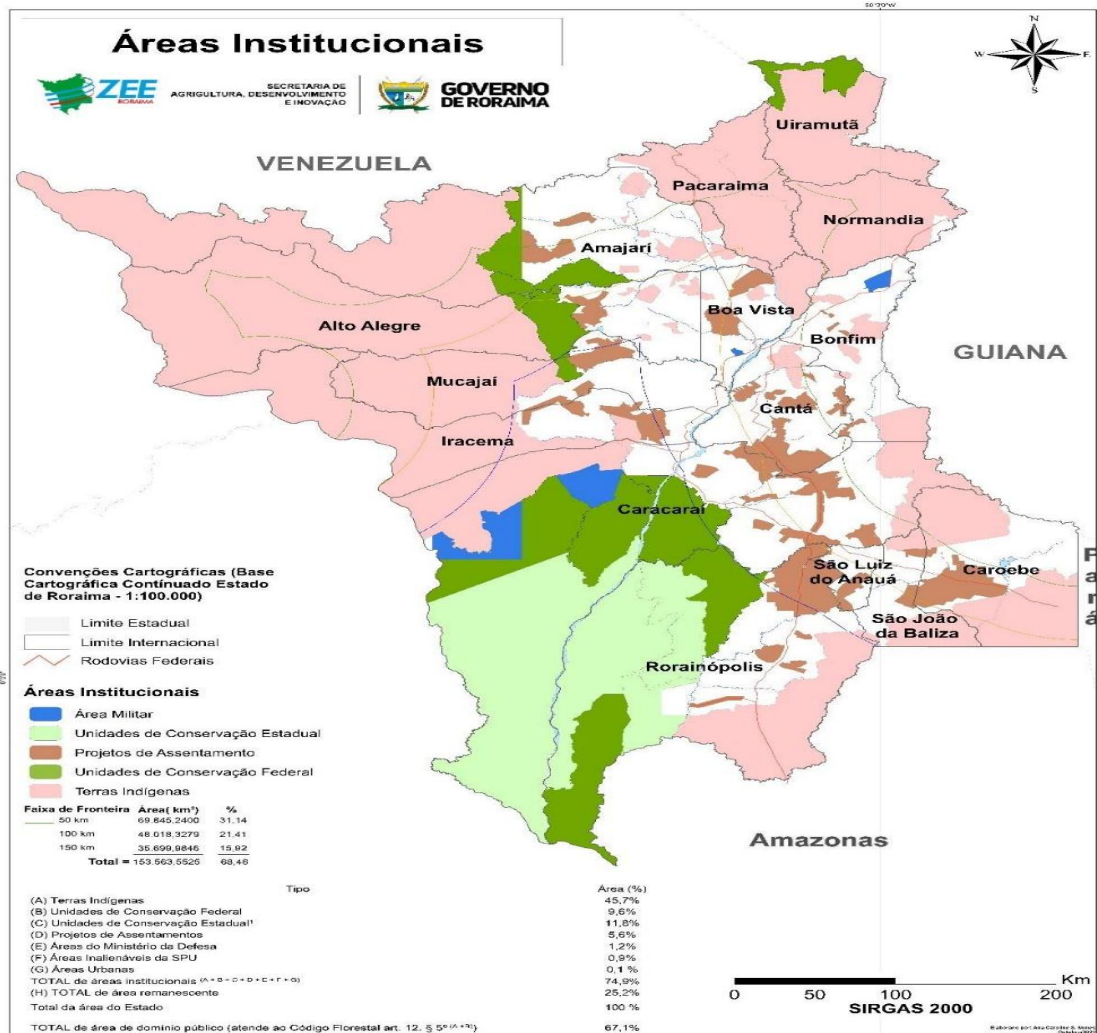 50°39'W
Áreas Institucionais
ZEE
RORAIMA
SECRETARIA DE
AGRICULTURA, DESENVOLVIMENTO
E INOVAÇÃO
GOVERNO
DE RORAIMA
N
W
E
S
Uiramutã
VENEZUELA
Pacaraima
Normandia
Amajarí
Boa Vista
Alto Alegre
Bonfim
GUIANA
Mucajaí
Cantá
Iracema
Caracaraí
São Luiz
do Anauá
Caroebe
Pará
São João
da Baliza
Rorainópolis
Amazonas
Convenções Cartográficas (Base
Cartográfica Contínuado Estado
de Roraima - 1:100.000)
Limite Estadual
Limite Internacional
Rodovias Federais
Áreas Institucionais
Área Militar
Unidades de Conservação Estadual
Projetos de Assentamento
Unidades de Conservação Federal
Terras Indígenas
Faixa de Fronteira Área( km²) %
50 km 69.845,2400 31,14
100 km 48.018,3279 21,41
150 km 35.699,9846 15,92
Total = 153.563,5525 68,46
Tipo Área (%)
(A) Terras Indígenas 45,7%
(B) Unidades de Conservação Federal 9,6%
(C) Unidades de Conservação Estadual¹ 11,8%
(D) Projetos de Assentamentos 5,6%
(E) Áreas do Ministério da Defesa 1,2%
(F) Áreas Inalienáveis da SPU 0,9%
(G) Áreas Urbanas 0,1 %
TOTAL de áreas institucionais (A+B+C+D+E+F+G) 74,9%
(H) TOTAL de área remanescente 25,2%
Total da área do Estado 100 %
TOTAL de área de domínio público (atende ao Código Florestal art. 12. § 5º 67,1%
Km
0 50 100 200
SIRGAS 2000
Elaborado por: Ana Caroline S.